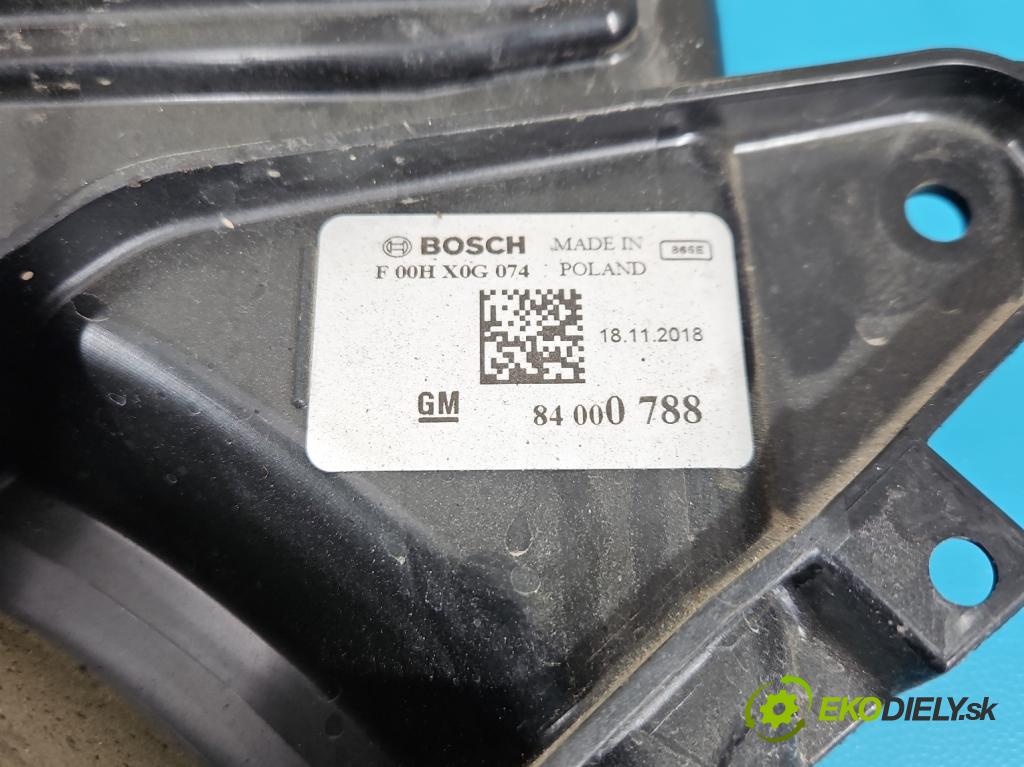 BOSCH MADE IN 865E
F 00H X0G 074 POLAND
18.11.2018
GM 84 000 788
EKODIELY.sk